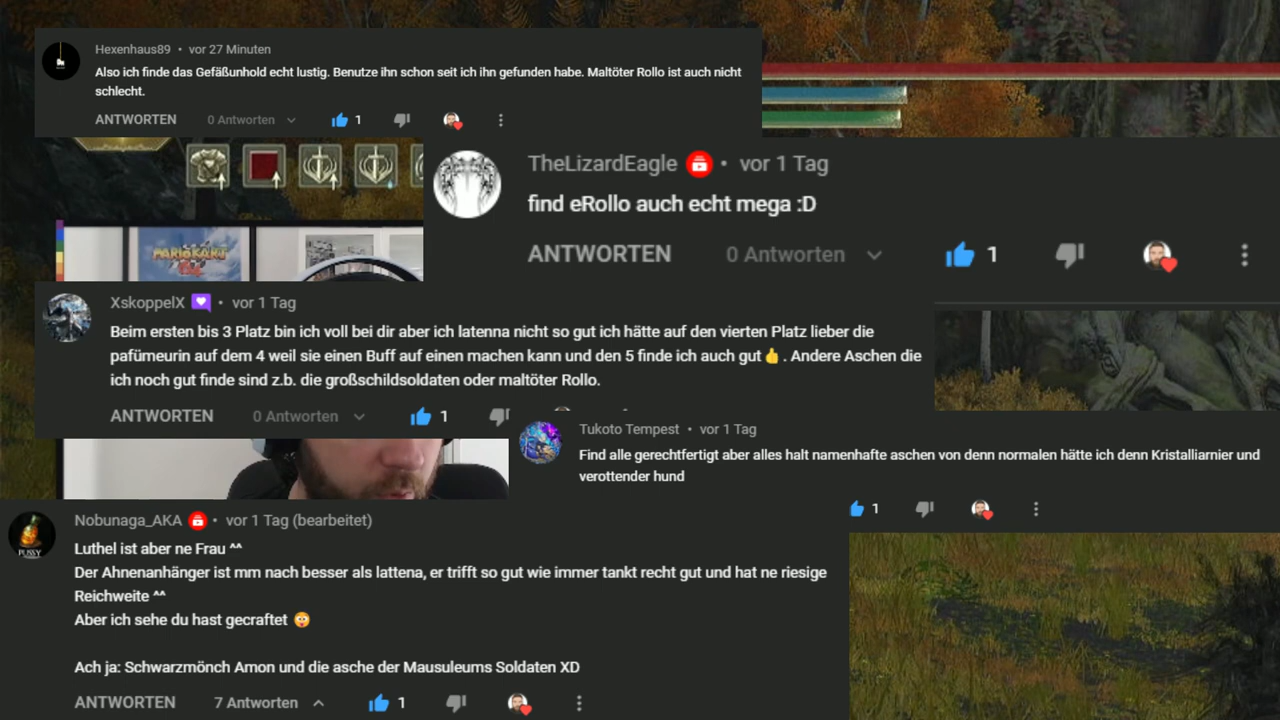 Hexenhaus89 • vor 27 Minuten
Also ich finde das Gefäßunhold echt lustig. Benutze ihn schon seit ich ihn gefunden habe. Maltöter Rollo ist auch nicht
schlecht.
ANTWORTEN 0 Antworten 1
TheLizardEagle • vor 1 Tag
find eRollo auch echt mega :D
ANTWORTEN 0 Antworten 1
MARIOKART
XskoppelX • vor 1 Tag
Beim ersten bis 3 Platz bin ich voll bei dir aber ich latenna nicht so gut ich hätte auf den vierten Platz lieber die
pafümeurin auf dem 4 weil sie einen Buff auf einen machen kann und den 5 finde ich auch gut👍. Andere Aschen die
ich noch gut finde sind z.b. die großschildsoldaten oder maltöter Rollo.
ANTWORTEN 0 Antworten 1
Tukoto Tempest • vor 1 Tag
Find alle gerechtfertigt aber alles halt namenhafte aschen von denn normalen hätte ich denn Kristalliarnier und
verottender hund
1
Nobunaga_AKA • vor 1 Tag (bearbeitet)
PUSSY
Luthel ist aber ne Frau ^^
Der Ahnenanhänger ist mm nach besser als lattena, er trifft so gut wie immer tankt recht gut und hat ne riesige
Reichweite ^^
Aber ich sehe du hast gecraftet 😳
Ach ja: Schwarzmönch Amon und die asche der Mausuleums Soldaten XD
ANTWORTEN 7 Antworten 1